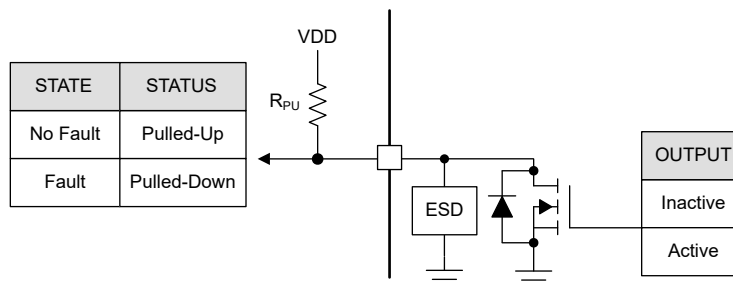 VDD
R_PU
STATE STATUS
No Fault Pulled-Up
Fault Pulled-Down
ESD
OUTPUT
Inactive
Active